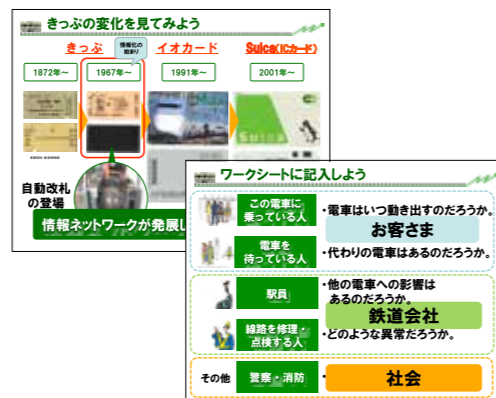 きっぷの変化を見てみよう
きっぷ
情報化の
始まり
イオカード
Suica(ICカード)
1872年～
1967年～
1991年～
2001年～
自動改札
の登場
情報ネットワークが発展し
ワークシートに記入しよう
この電車に
乗っている人
・電車はいつ動き出すのだろうか。
お客さま
電車を
待っている人
・代わりの電車はあるのだろうか。
駅員
・他の電車への影響は
あるのだろうか。
鉄道会社
線路を修理・
点検する人
・どのような異常だろうか。
その他
警察・消防
・
社会